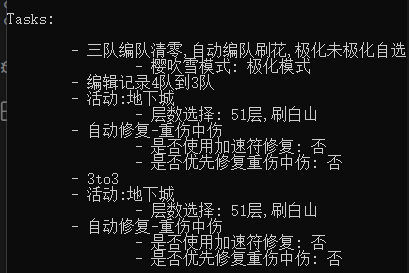 Tasks:
- 三队编队清零,自动编队刷花,极化未极化自选
- 樱吹雪模式: 极化模式
- 编辑记录4队到3队
- 活动:地下城
- 层数选择: 51层,刷白山
- 自动修复-重伤中伤
- 是否使用加速符修复: 否
- 是否优先修复重伤中伤: 否
- 3to3
- 活动:地下城
- 层数选择: 51层,刷白山
- 自动修复-重伤中伤
- 是否使用加速符修复: 否
- 是否优先修复重伤中伤: 否